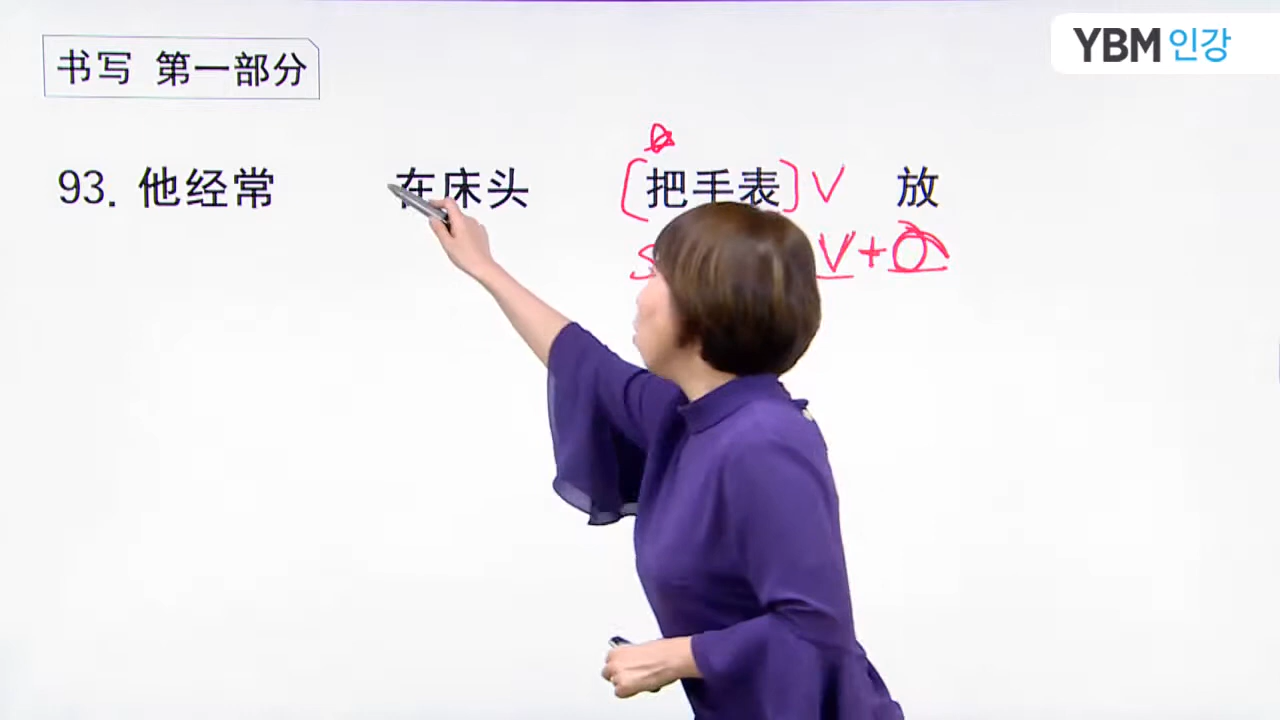 YBM 인강
书写 第一部分
93. 他经常 在床头 [把手表] V 放
S V+O